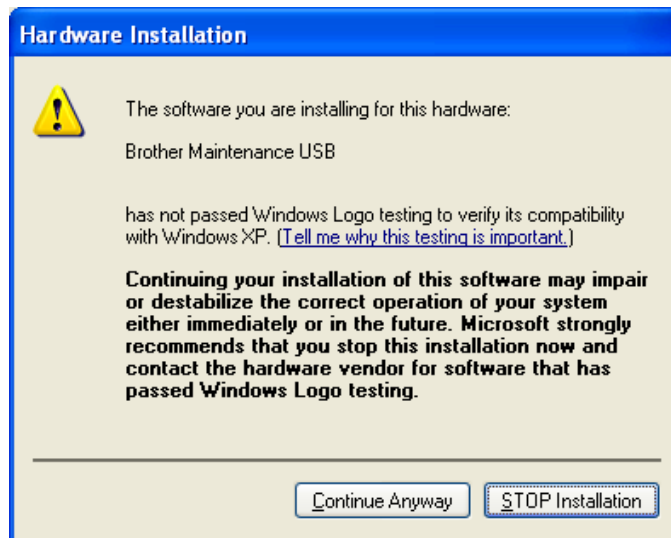 Hardware Installation
The software you are installing for this hardware:
Brother Maintenance USB
has not passed Windows Logo testing to verify its compatibility
with Windows XP. (Tell me why this testing is important.)
Continuing your installation of this software may impair
or destabilize the correct operation of your system
either immediately or in the future. Microsoft strongly
recommends that you stop this installation now and
contact the hardware vendor for software that has
passed Windows Logo testing.
Continue Anyway
STOP Installation